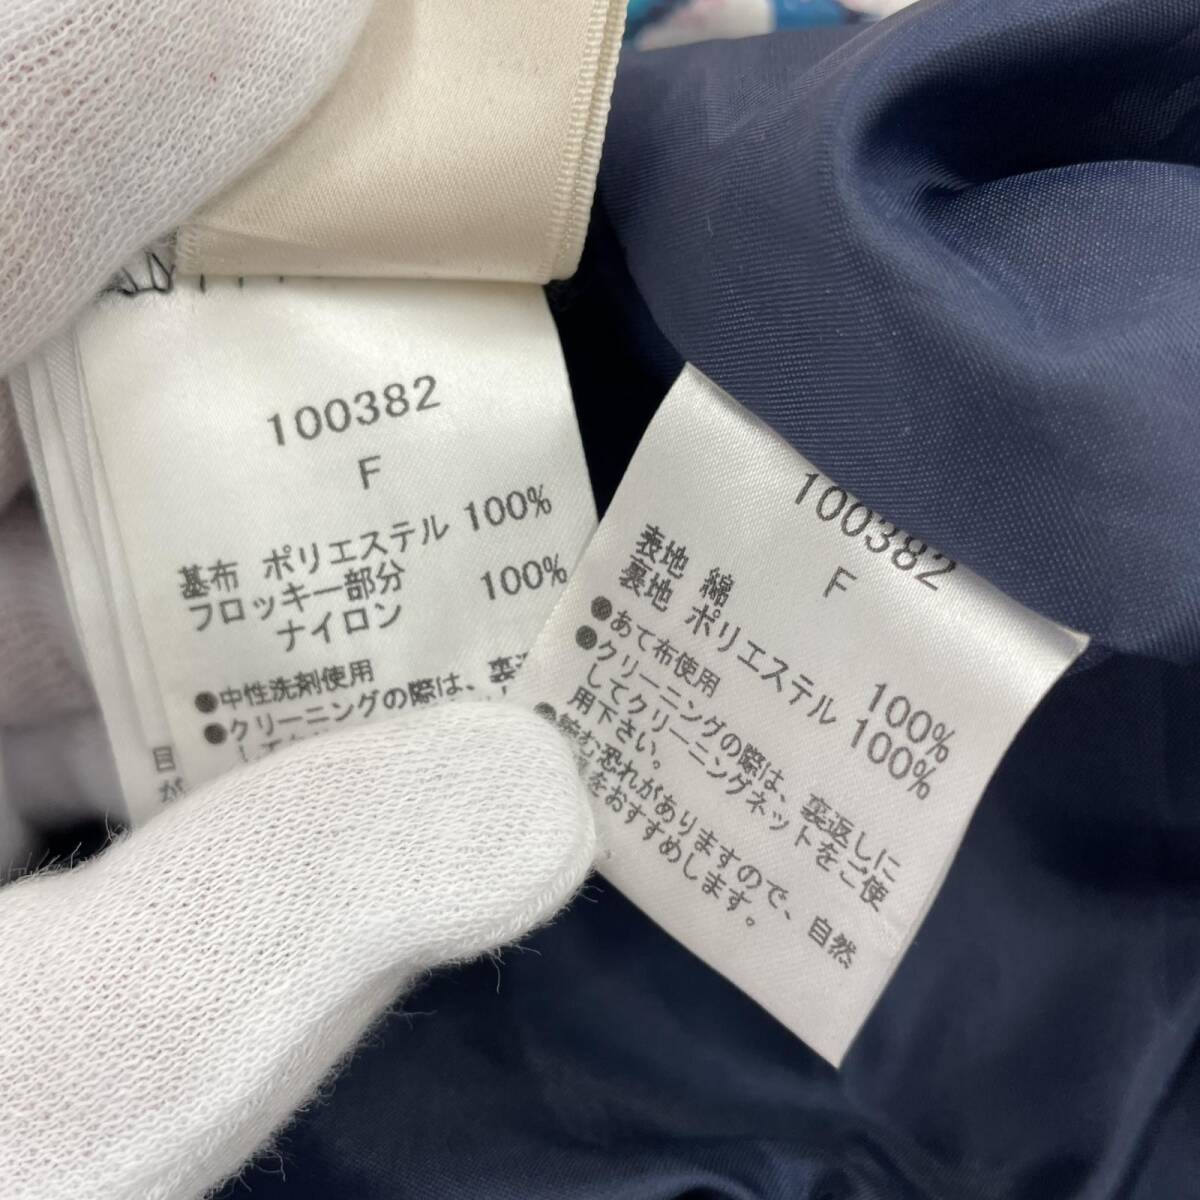 100382
F
基布 ポリエステル 100%
フロッキー部分
ナイロン 100%
●中性洗剤使用
●クリーニングの際は、裏返
して
目
が
100382
F
表地 綿 100%
裏地 ポリエステル 100%
●あて布使用
●クリーニングの際は、裏返しに
してクリーニングネットをご使
用下さい。
●縮む恐れがありますので、自然
をおすすめします。